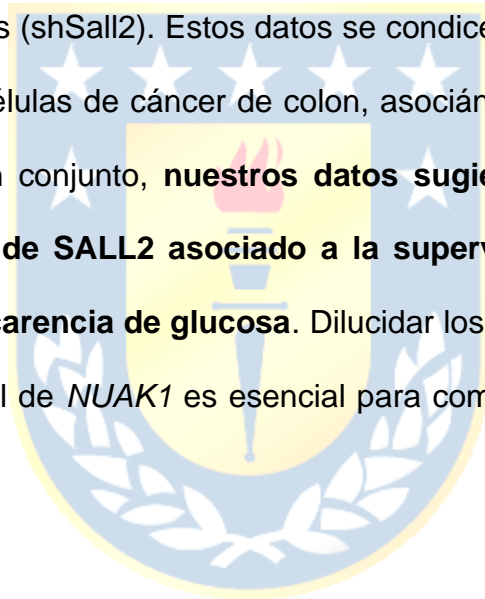 s (shSall2). Estos datos se condice
élulas de cáncer de colon, asocián
n conjunto, nuestros datos sugie
de SALL2 asociado a la superv
carencia de glucosa. Dilucidar los
l de NUAK1 es esencial para com